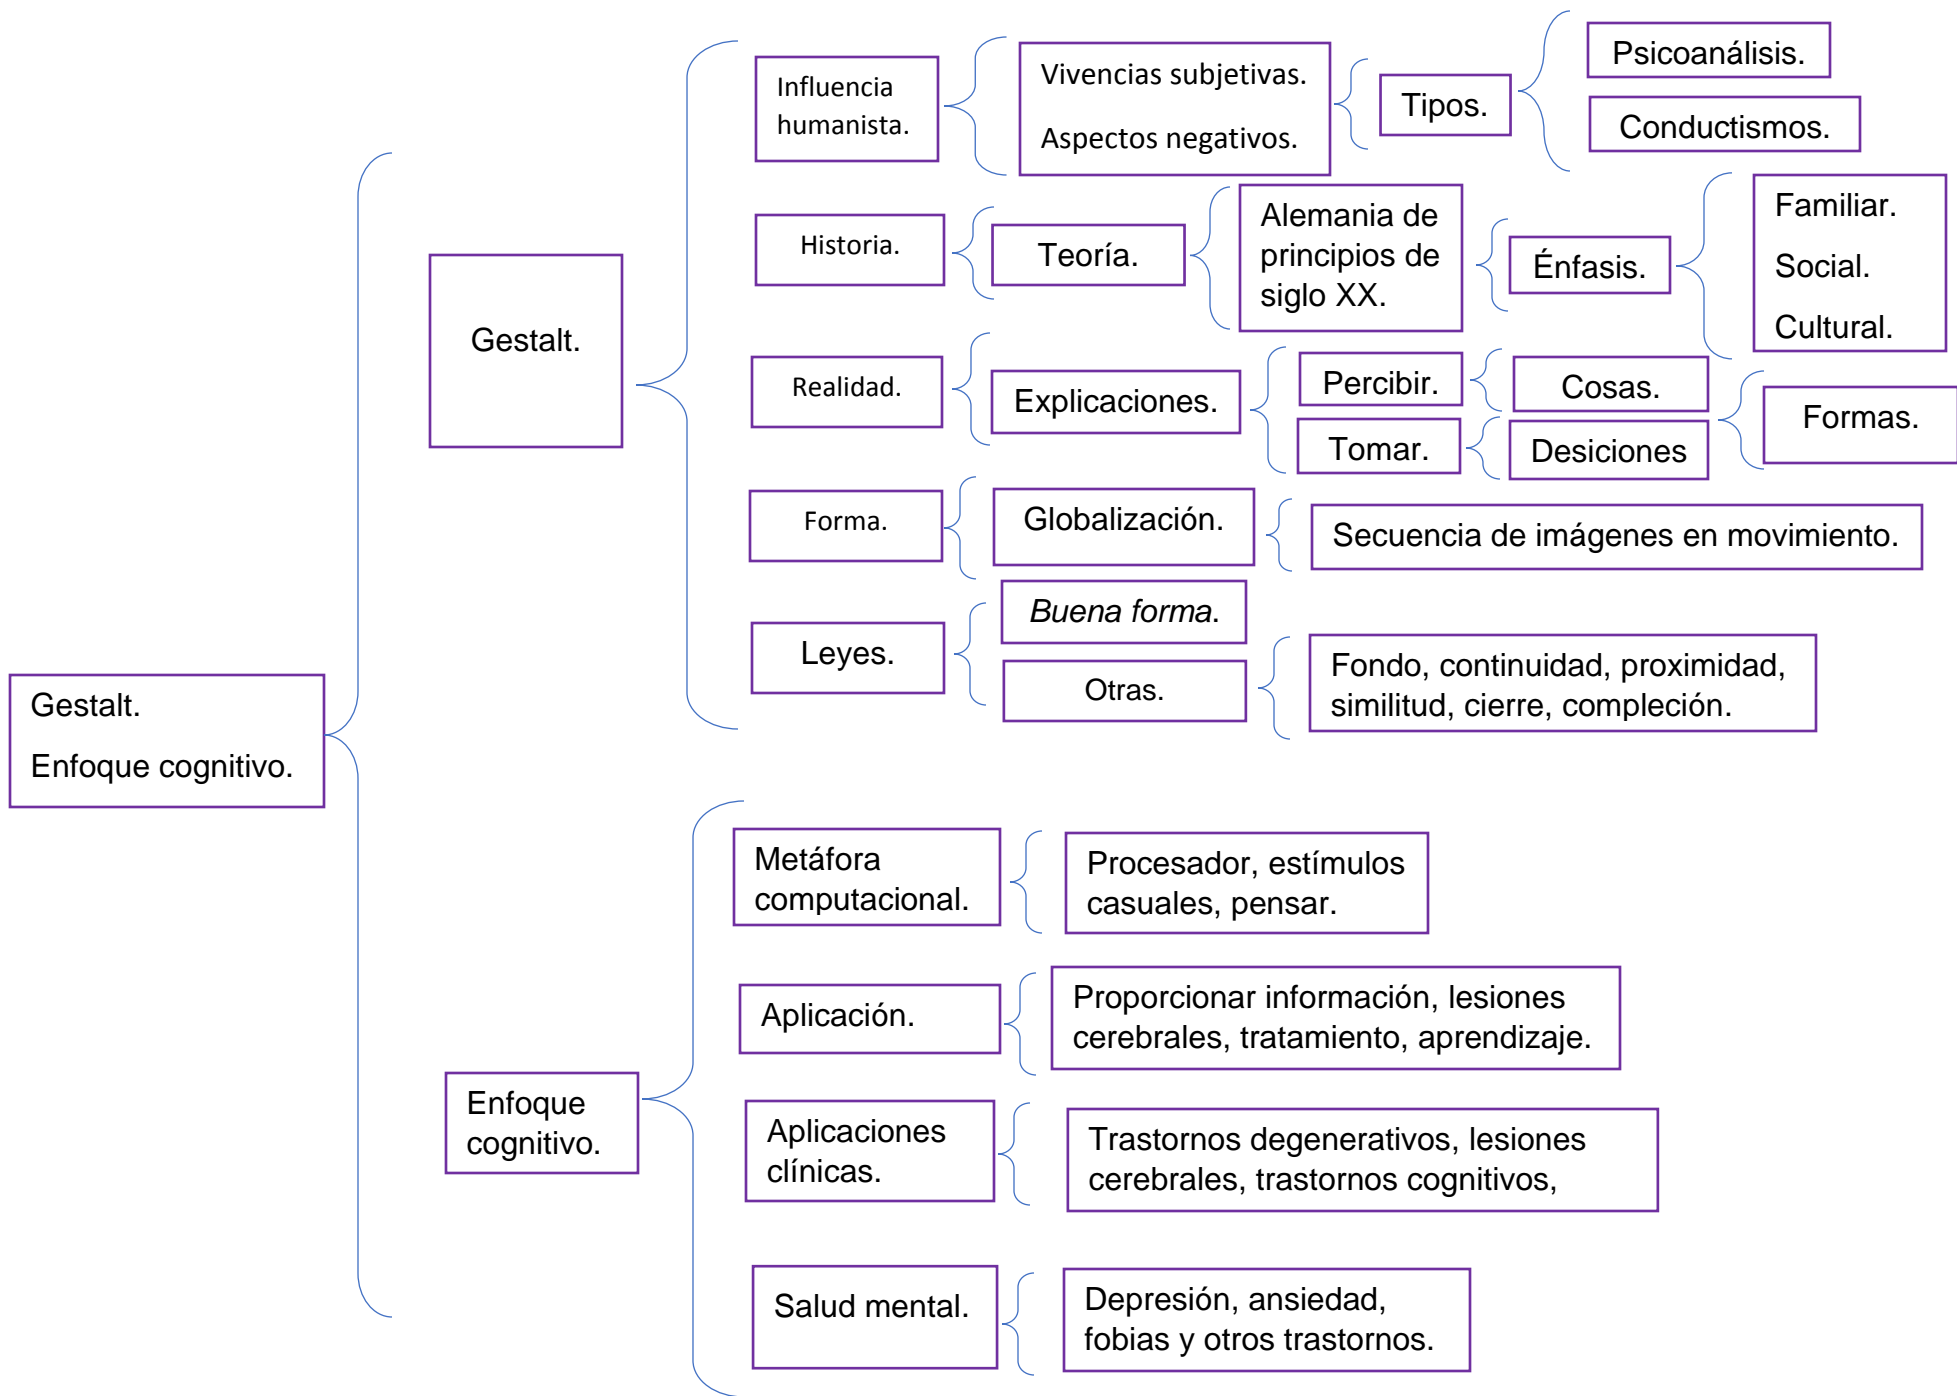 Gestalt.
Enfoque cognitivo.
Gestalt.
Influencia
humanista.
Vivencias subjetivas.
Aspectos negativos.
Tipos.
Psicoanálisis.
Conductismos.
Historia.
Teoría.
Alemania de
principios de
siglo XX.
Énfasis.
Familiar.
Social.
Cultural.
Realidad.
Explicaciones.
Percibir.
Cosas.
Tomar.
Desiciones
Formas.
Forma.
Globalización.
Secuencia de imágenes en movimiento.
Leyes.
Buena forma.
Otras.
Fondo, continuidad, proximidad,
similitud, cierre, compleción.
Enfoque
cognitivo.
Metáfora
computacional.
Procesador, estímulos
casuales, pensar.
Aplicación.
Proporcionar información, lesiones
cerebrales, tratamiento, aprendizaje.
Aplicaciones
clínicas.
Trastornos degenerativos, lesiones
cerebrales, trastornos cognitivos,
Salud mental.
Depresión, ansiedad,
fobias y otros trastornos.